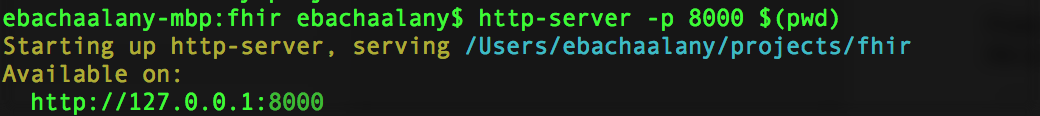 ebachaalany-mbp:fhir ebachaalany$ http-server -p 8000 $(pwd)
Starting up http-server, serving /Users/ebachaalany/projects/fhir
Available on:
  http://127.0.0.1:8000